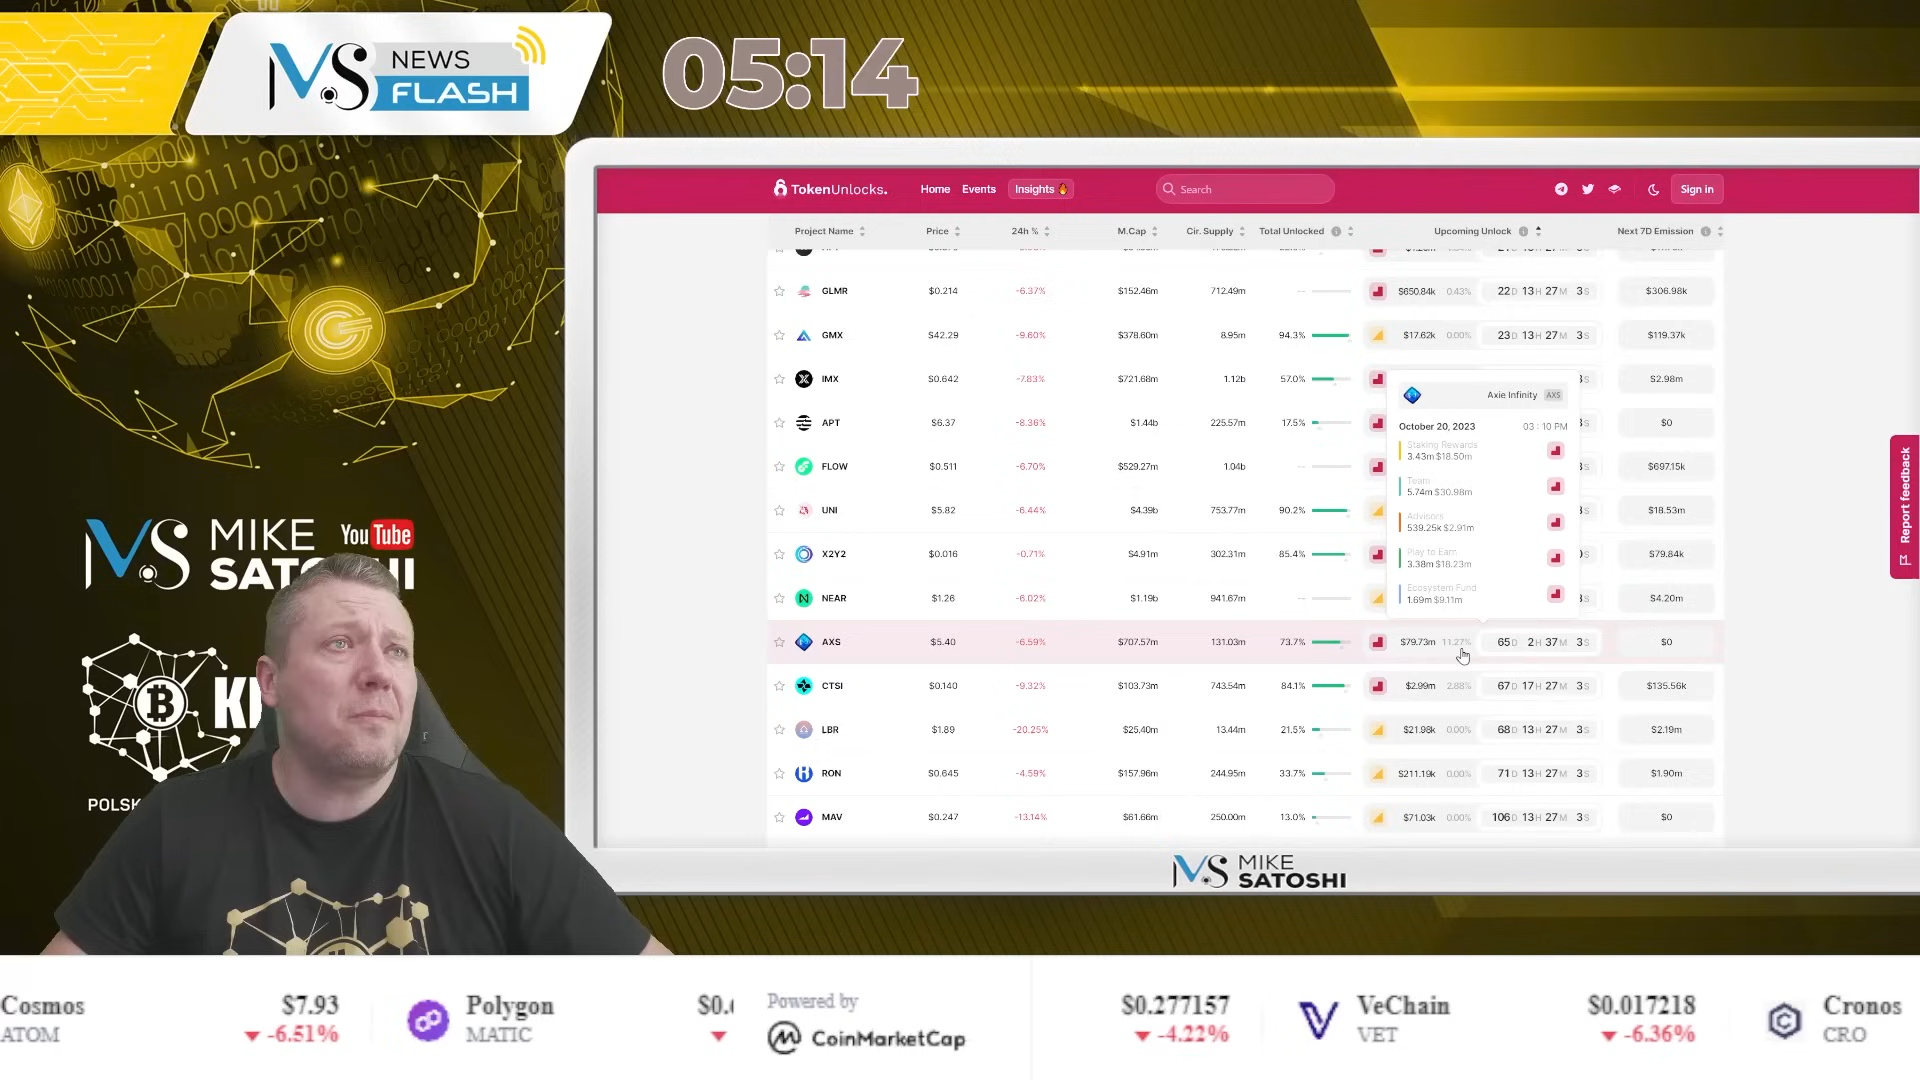 MS NEWS
FLASH
05:14
TokenUnlocks.
Home
Events
Insights
Search
Sign in
Project Name
Price
24h %
M.Cap
Cir. Supply
Total Unlocked
Upcoming Unlock
Next 7D Emission
GLMR $0.214 -6.37% $152.46m 712.49m -- $650.84k 0.43% 22D 13H 27M 3S $306.98k
GMX $42.29 -9.60% $378.60m 8.95m 94.3% $17.62k 0.00% 23D 13H 27M 3S $119.37k
IMX $0.642 -7.83% $721.68m 1.12b 57.0% $2.98m
APT $6.37 -8.36% $1.44b 225.57m 17.5% $0
FLOW $0.511 -6.70% $529.27m 1.04b -- $697.15k
UNI $5.82 -6.44% $4.39b 753.77m 90.2% $18.53m
X2Y2 $0.016 -0.71% $4.91m 302.31m 85.4% $79.84k
NEAR $1.26 -6.02% $1.19b 941.67m -- $4.20m
AXS $5.40 -6.59% $707.57m 131.03m 73.7% $79.73m 11.27% 65D 2H 37M 3S $0
CTSI $0.140 -9.32% $103.73m 743.54m 84.1% $2.99m 2.88% 67D 17H 27M 3S $135.56k
LBR $1.89 -20.25% $25.40m 13.44m 21.5% $21.98k 0.00% 68D 13H 27M 3S $2.19m
RON $0.645 -4.59% $157.96m 244.95m 33.7% $211.19k 0.00% 71D 13H 27M 3S $1.90m
MAV $0.247 -13.14% $61.66m 250.00m 13.0% $71.03k 0.00% 106D 13H 27M 3S $0
Axie Infinity AXS
October 20, 2023 03 : 10 PM
Staking Rewards
3.43m $18.50m
Team
5.74m $30.98m
Advisors
539.25k $2.91m
Play to Earn
3.38m $18.23m
Ecosystem Fund
1.69m $9.11m
Report feedback
MS MIKE
SATOSHI
YouTube
MS MIKE
SAT HI
POLSK
Cosmos $7.93
ATOM -6.51%
Polygon
MATIC
Powered by
CoinMarketCap
$0.277157
-4.22%
VeChain $0.017218
VET -6.36%
Cronos
CRO